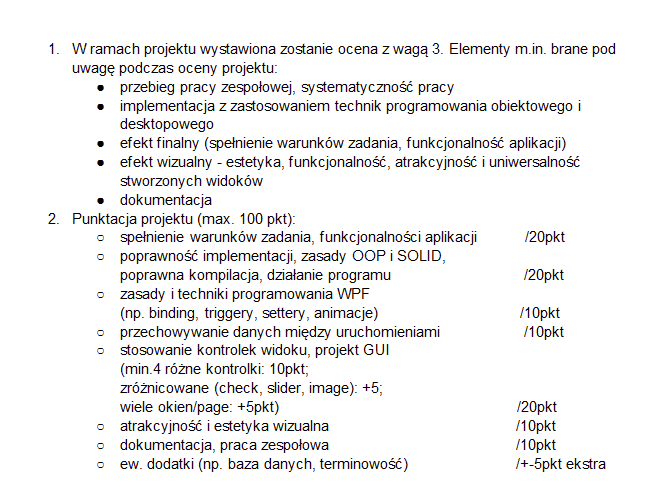 1. W ramach projektu wystawiona zostanie ocena z wagą 3. Elementy m.in. brane pod
uwagę podczas oceny projektu:
● przebieg pracy zespołowej, systematyczność pracy
● implementacja z zastosowaniem technik programowania obiektowego i
desktopowego
● efekt finalny (spełnienie warunków zadania, funkcjonalność aplikacji)
● efekt wizualny - estetyka, funkcjonalność, atrakcyjność i uniwersalność
stworzonych widoków
● dokumentacja
2. Punktacja projektu (max. 100 pkt):
○ spełnienie warunków zadania, funkcjonalności aplikacji /20pkt
○ poprawność implementacji, zasady OOP i SOLID,
poprawna kompilacja, działanie programu /20pkt
○ zasady i techniki programowania WPF
(np. binding, triggery, settery, animacje) /10pkt
○ przechowywanie danych między uruchomieniami /10pkt
○ stosowanie kontrolek widoku, projekt GUI
(min.4 różne kontrolki: 10pkt;
zróżnicowane (check, slider, image): +5;
wiele okien/page: +5pkt) /20pkt
○ atrakcyjność i estetyka wizualna /10pkt
○ dokumentacja, praca zespołowa /10pkt
○ ew. dodatki (np. baza danych, terminowość) /+-5pkt ekstra